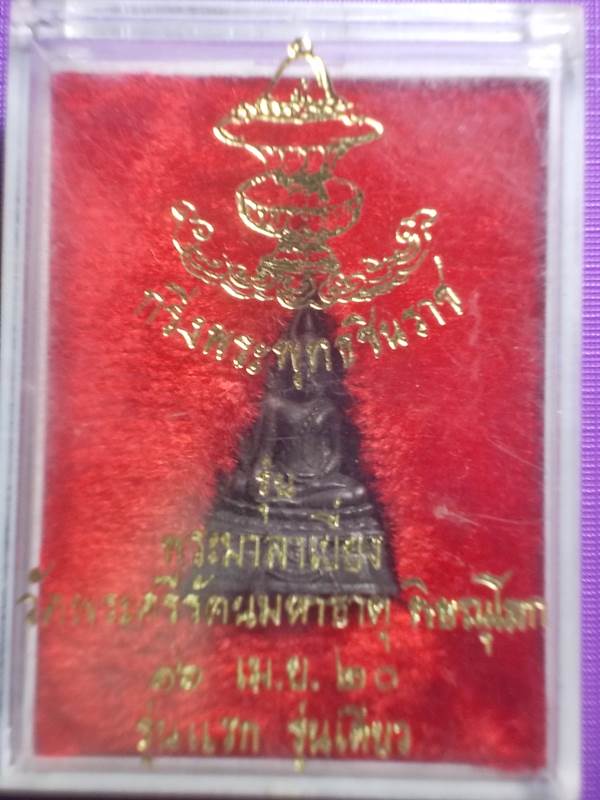 กริ่งพระพุทธชินราช
รุ่น
พระมาลาเบี่ยง
วัดพระศรีรัตนมหาธาตุ พิษณุโลก
๓๑ เม.ย. ๒๐
รุ่นแรก รุ่นเดียว